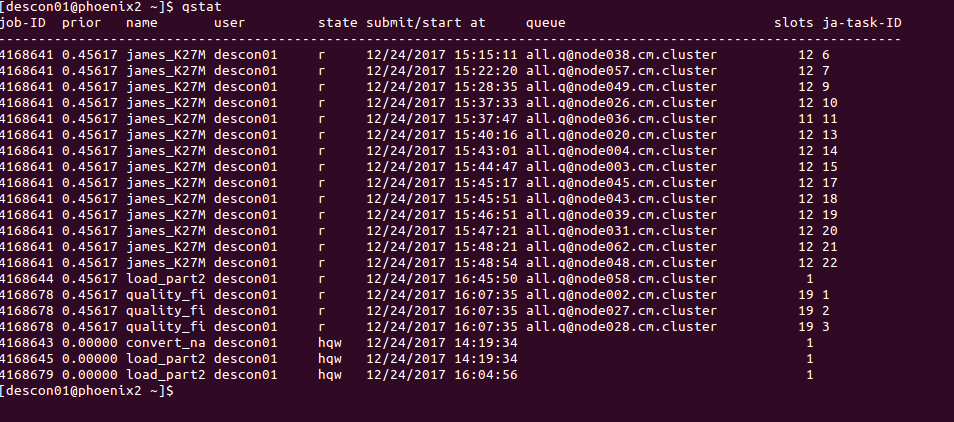 [descon01@phoenix2 ~]$ qstat
job-ID  prior   name       user         state submit/start at     queue                          slots ja-task-ID
-----------------------------------------------------------------------------------------------------------------
4168641 0.45617 james_K27M descon01     r     12/24/2017 15:15:11 all.q@node038.cm.cluster          12 6
4168641 0.45617 james_K27M descon01     r     12/24/2017 15:22:20 all.q@node057.cm.cluster          12 7
4168641 0.45617 james_K27M descon01     r     12/24/2017 15:28:35 all.q@node049.cm.cluster          12 9
4168641 0.45617 james_K27M descon01     r     12/24/2017 15:37:33 all.q@node026.cm.cluster          12 10
4168641 0.45617 james_K27M descon01     r     12/24/2017 15:37:47 all.q@node036.cm.cluster          11 11
4168641 0.45617 james_K27M descon01     r     12/24/2017 15:40:16 all.q@node020.cm.cluster          12 13
4168641 0.45617 james_K27M descon01     r     12/24/2017 15:43:01 all.q@node004.cm.cluster          12 14
4168641 0.45617 james_K27M descon01     r     12/24/2017 15:44:47 all.q@node003.cm.cluster          12 15
4168641 0.45617 james_K27M descon01     r     12/24/2017 15:45:17 all.q@node045.cm.cluster          12 17
4168641 0.45617 james_K27M descon01     r     12/24/2017 15:45:51 all.q@node043.cm.cluster          12 18
4168641 0.45617 james_K27M descon01     r     12/24/2017 15:46:51 all.q@node039.cm.cluster          12 19
4168641 0.45617 james_K27M descon01     r     12/24/2017 15:47:21 all.q@node031.cm.cluster          12 20
4168641 0.45617 james_K27M descon01     r     12/24/2017 15:48:21 all.q@node062.cm.cluster          12 21
4168641 0.45617 james_K27M descon01     r     12/24/2017 15:48:54 all.q@node048.cm.cluster          12 22
4168644 0.45617 load_part2 descon01     r     12/24/2017 16:45:50 all.q@node058.cm.cluster           1
4168678 0.45617 quality_fi descon01     r     12/24/2017 16:07:35 all.q@node002.cm.cluster          19 1
4168678 0.45617 quality_fi descon01     r     12/24/2017 16:07:35 all.q@node027.cm.cluster          19 2
4168678 0.45617 quality_fi descon01     r     12/24/2017 16:07:35 all.q@node028.cm.cluster          19 3
4168643 0.00000 convert_na descon01     hqw   12/24/2017 14:19:34                                    1
4168645 0.00000 load_part2 descon01     hqw   12/24/2017 14:19:34                                    1
4168679 0.00000 load_part2 descon01     hqw   12/24/2017 16:04:56                                    1
[descon01@phoenix2 ~]$